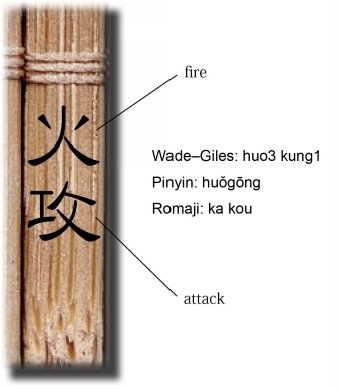 fire
火
攻
Wade–Giles: huo3 kung1
Pinyin: huǒgōng
Romaji: ka kou
attack